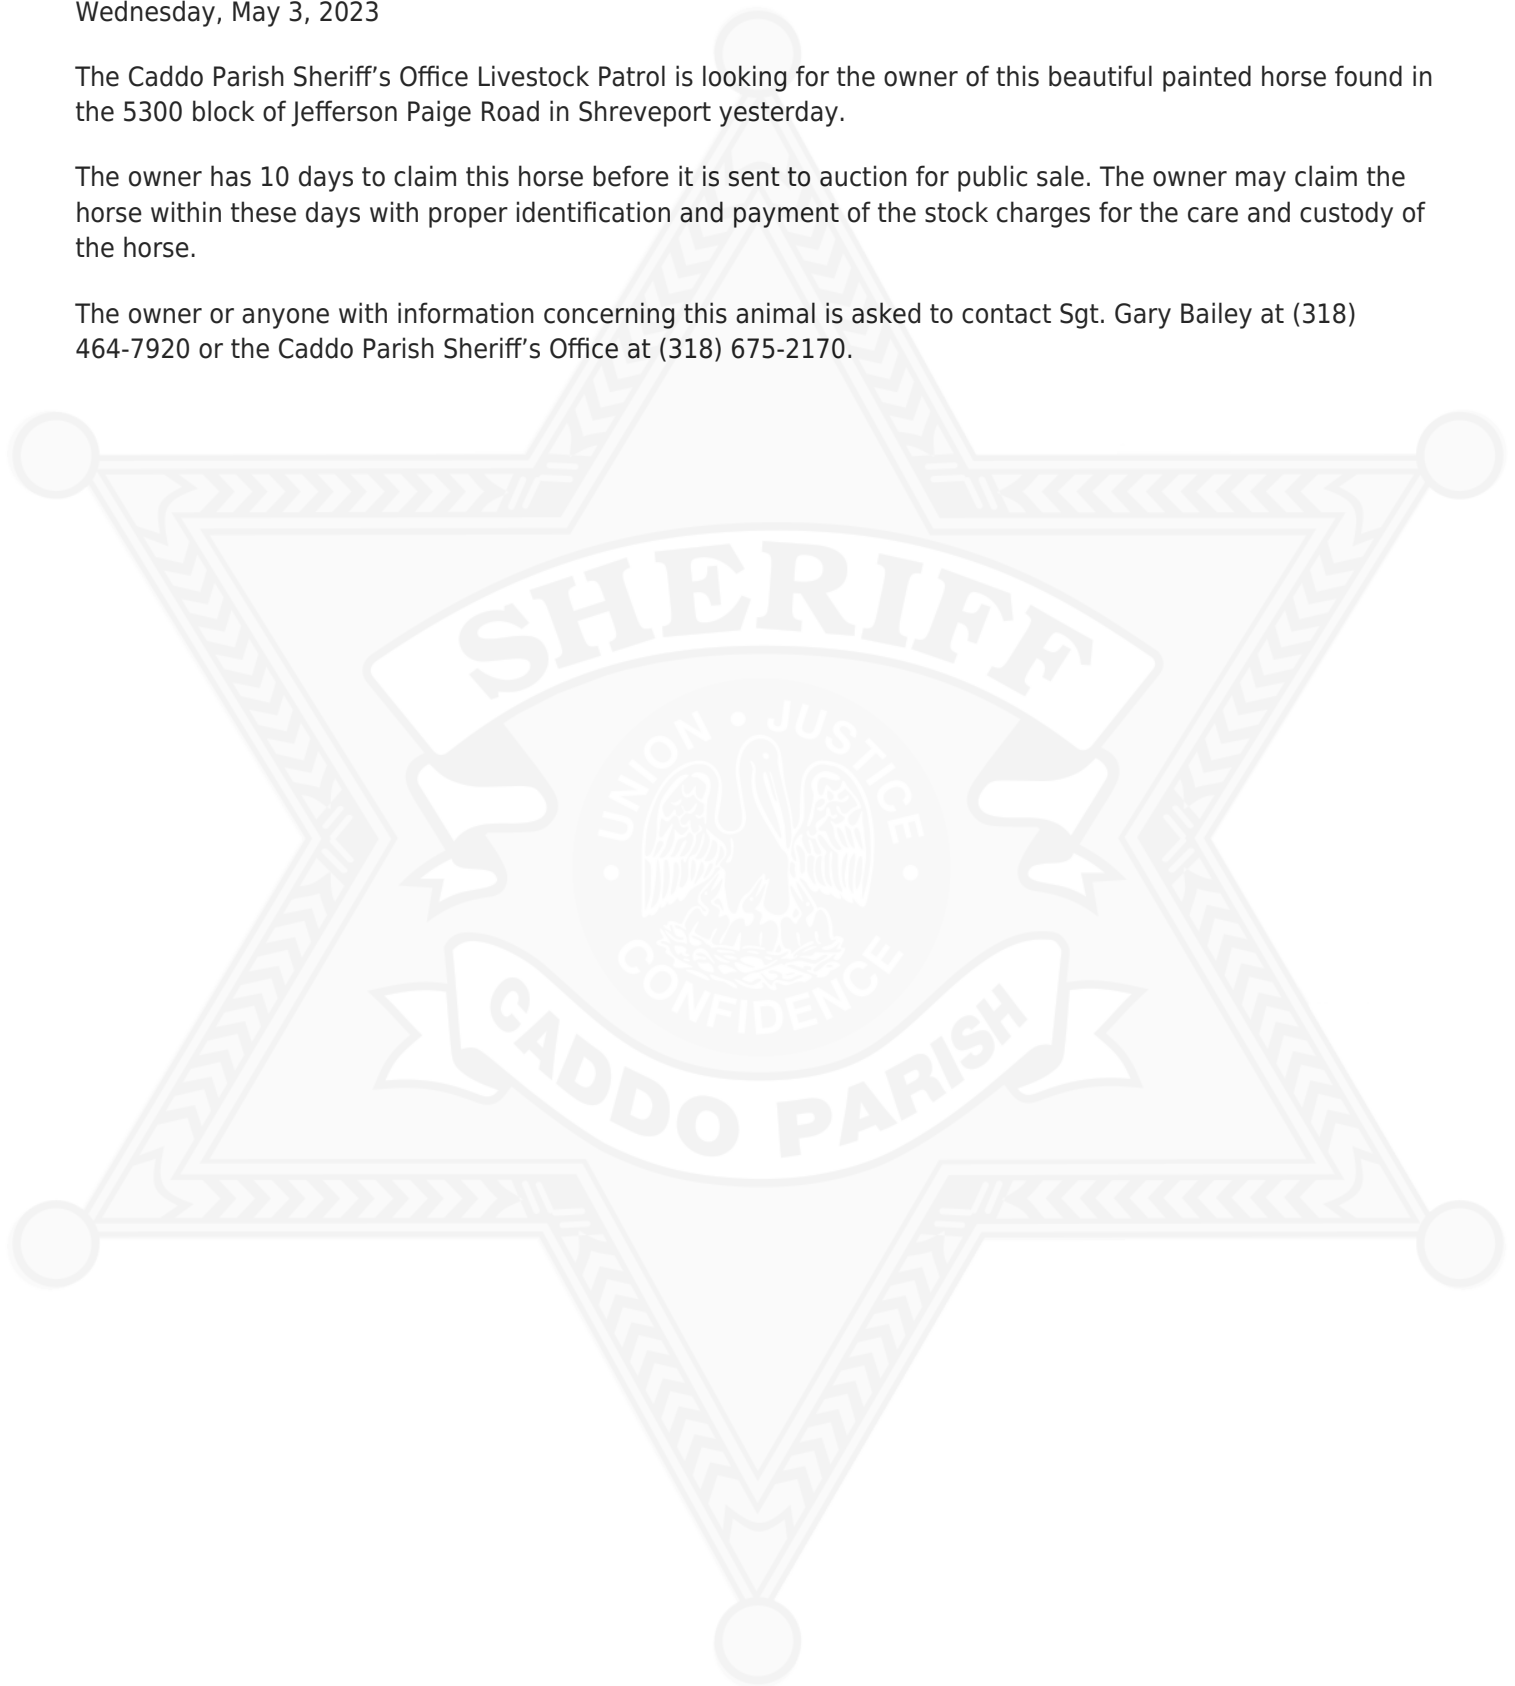 Wednesday, May 3, 2023
The Caddo Parish Sheriff’s Office Livestock Patrol is looking for the owner of this beautiful painted horse found in
the 5300 block of Jefferson Paige Road in Shreveport yesterday.
The owner has 10 days to claim this horse before it is sent to auction for public sale. The owner may claim the
horse within these days with proper identification and payment of the stock charges for the care and custody of
the horse.
The owner or anyone with information concerning this animal is asked to contact Sgt. Gary Bailey at (318)
464-7920 or the Caddo Parish Sheriff’s Office at (318) 675-2170.
SHERIFF
UNION • JUSTICE
• CONFIDENCE •
CADDO PARISH